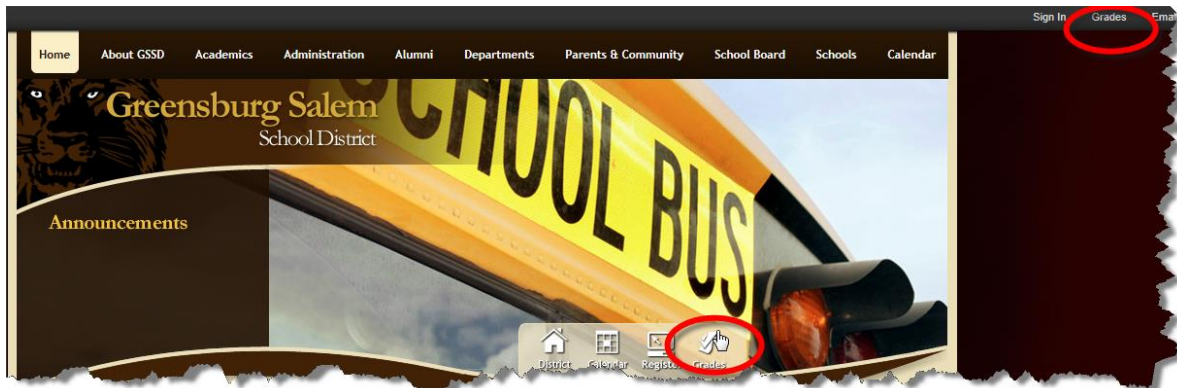 Sign In Grades
Home About GSSD Academics Administration Alumni Departments Parents & Community School Board Schools Calendar
Greensburg Salem
School District
SCHOOL BUS
Announcements
District Calendar Register Grades